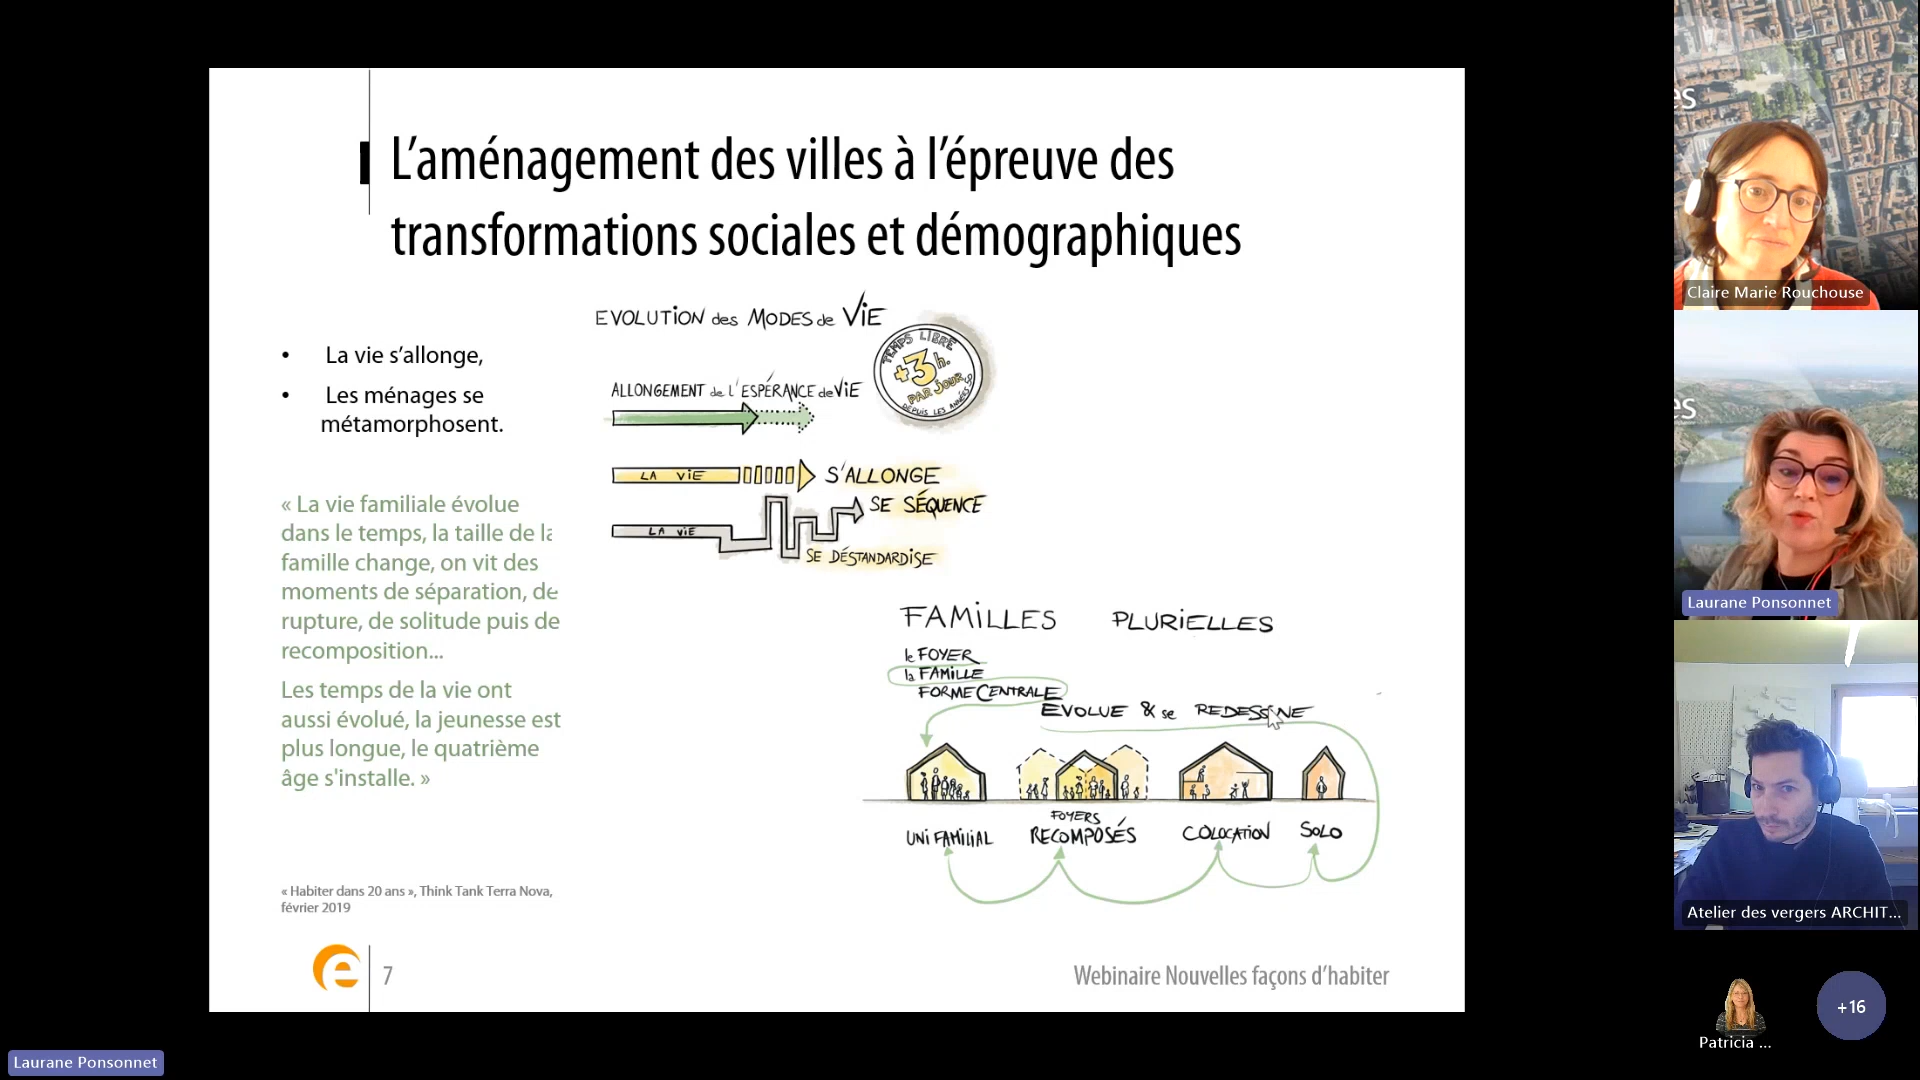 L’aménagement des villes à l’épreuve des
transformations sociales et démographiques
• La vie s’allonge,
• Les ménages se
métamorphosent.
« La vie familiale évolue
dans le temps, la taille de la
famille change, on vit des
moments de séparation, de
rupture, de solitude puis de
recomposition...
Les temps de la vie ont
aussi évolué, la jeunesse est
plus longue, le quatrième
âge s'installe. »
« Habiter dans 20 ans », Think Tank Terra Nova,
février 2019
EVOLUTION des MODES de VIE
TEMPS LIBRE
+3h.
PAR JOUR
DEPUIS LES ANNÉES 50
ALLONGEMENT de L'ESPÉRANCE de VIE
LA VIE S'ALLONGE
SE SÉQUENCE
LA VIE
SE DÉSTANDARDISE
FAMILLES PLURIELLES
le FOYER
la FAMILLE
FORME CENTRALE
EVOLUE & se REDESSINE
UNI FAMILIAL
FOYERS
RECOMPOSÉS
COLOCATION
SOLO
7
Webinaire Nouvelles façons d’habiter
es
Claire Marie Rouchouse
es
Laurane Ponsonnet
Atelier des vergers ARCHIT...
Patricia ...
+16
Laurane Ponsonnet